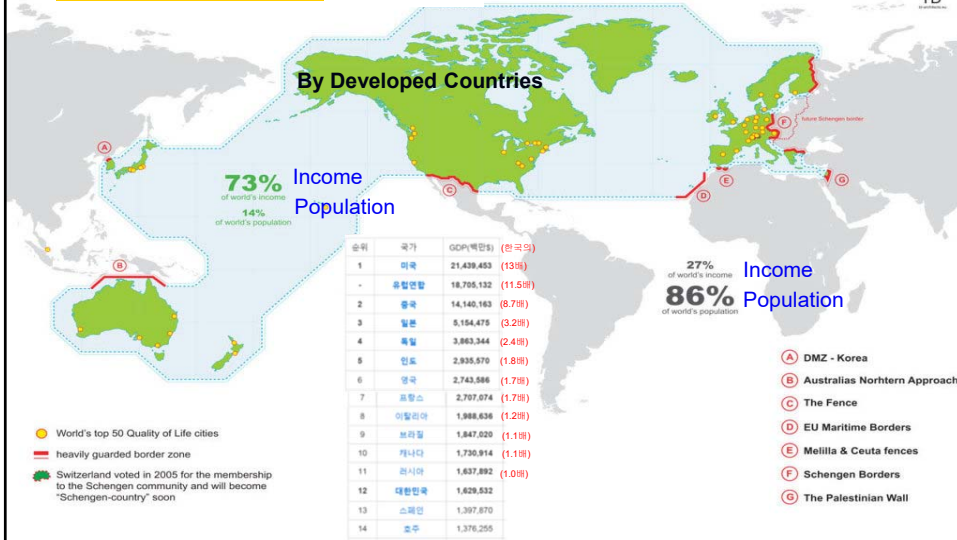 TD
By Developed Countries
future Schengen border
A
F
G
E
D
C
B
73%
of world's income
14%
of world's population
Income
Population
27%
of world's income
86%
of world's population
Income
Population
순위 국가 GDP(백만$) (한국의)
1 미국 21,439,453 (13배)
- 유럽연합 18,705,132 (11.5배)
2 중국 14,140,163 (8.7배)
3 일본 5,154,475 (3.2배)
4 독일 3,863,344 (2.4배)
5 인도 2,935,570 (1.8배)
6 영국 2,743,586 (1.7배)
7 프랑스 2,707,074 (1.7배)
8 이탈리아 1,988,636 (1.2배)
9 브라질 1,847,020 (1.1배)
10 캐나다 1,730,914 (1.1배)
11 러시아 1,637,892 (1.0배)
12 대한민국 1,629,532
13 스페인 1,397,870
14 호주 1,376,255
World's top 50 Quality of Life cities
heavily guarded border zone
Switzerland voted in 2005 for the membership
to the Schengen community and will become
"Schengen-country" soon
A DMZ - Korea
B Australias Norhtern Approach
C The Fence
D EU Maritime Borders
E Melilla & Ceuta fences
F Schengen Borders
G The Palestinian Wall